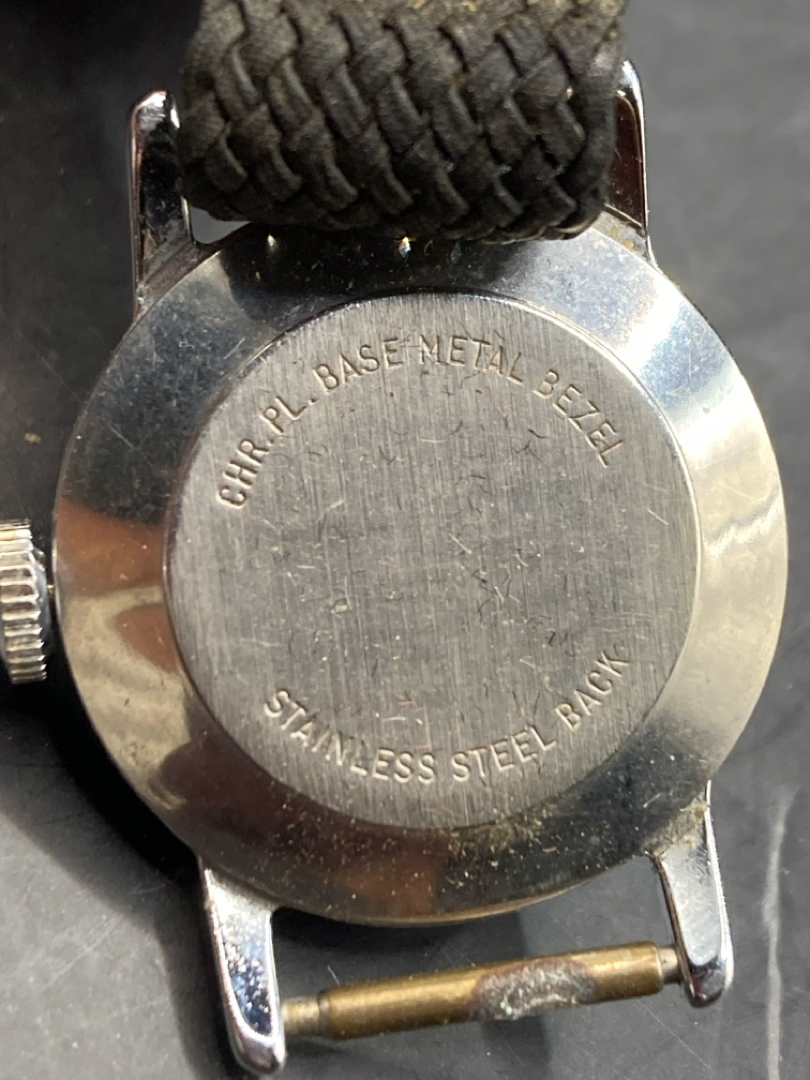 CHR.PL. BASE METAL BEZEL
STAINLESS STEEL BACK